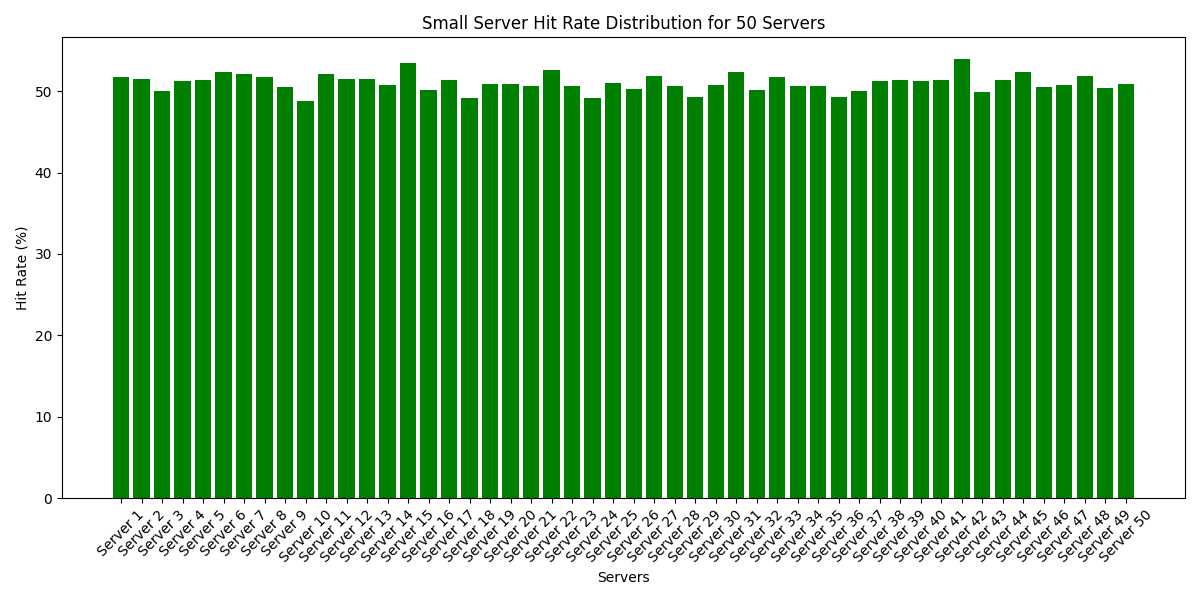 Small Server Hit Rate Distribution for 50 Servers
Hit Rate (%)
50
40
30
20
10
0
Server 1
Server 2
Server 3
Server 4
Server 5
Server 6
Server 7
Server 8
Server 9
Server 10
Server 11
Server 12
Server 13
Server 14
Server 15
Server 16
Server 17
Server 18
Server 19
Server 20
Server 21
Server 22
Server 23
Server 24
Server 25
Server 26
Server 27
Server 28
Server 29
Server 30
Server 31
Server 32
Server 33
Server 34
Server 35
Server 36
Server 37
Server 38
Server 39
Server 40
Server 41
Server 42
Server 43
Server 44
Server 45
Server 46
Server 47
Server 48
Server 49
Server 50
Servers